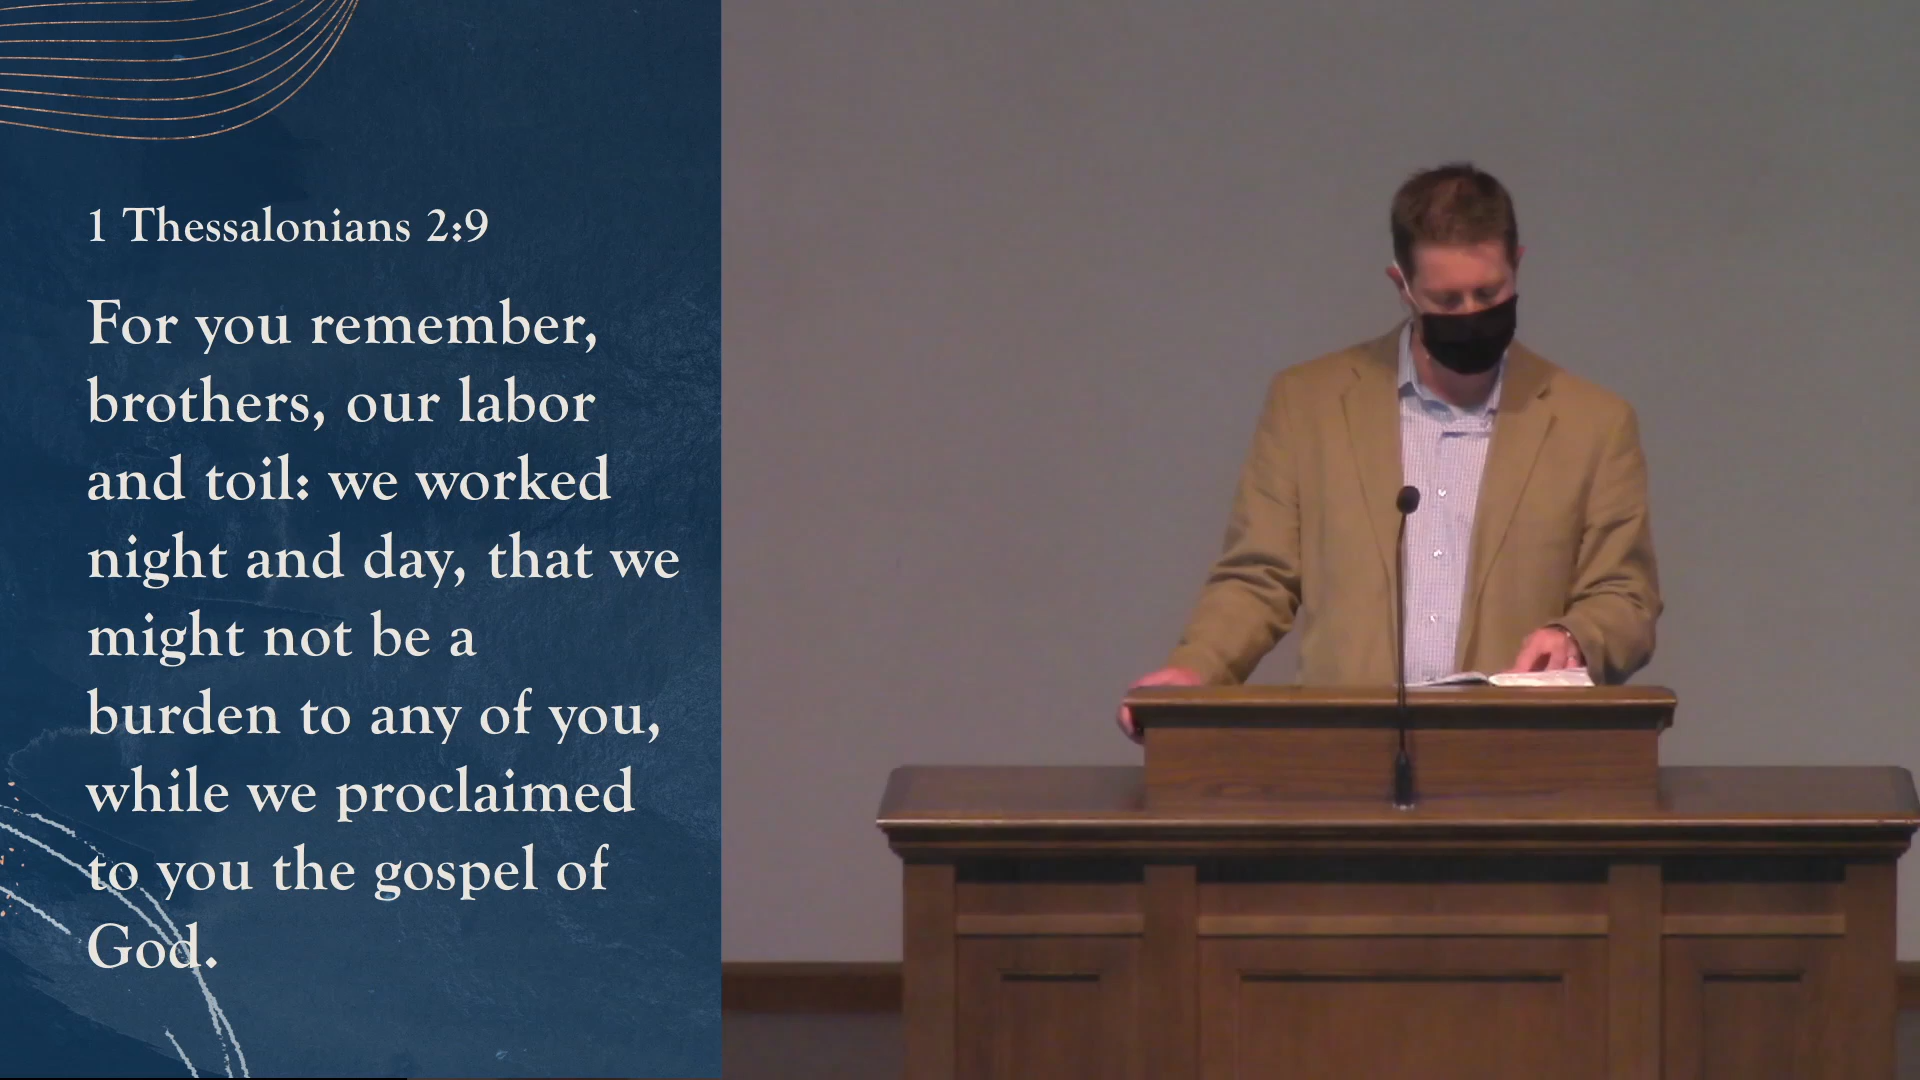 1 Thessalonians 2:9
For you remember,
brothers, our labor
and toil: we worked
night and day, that we
might not be a
burden to any of you,
while we proclaimed
to you the gospel of
God.